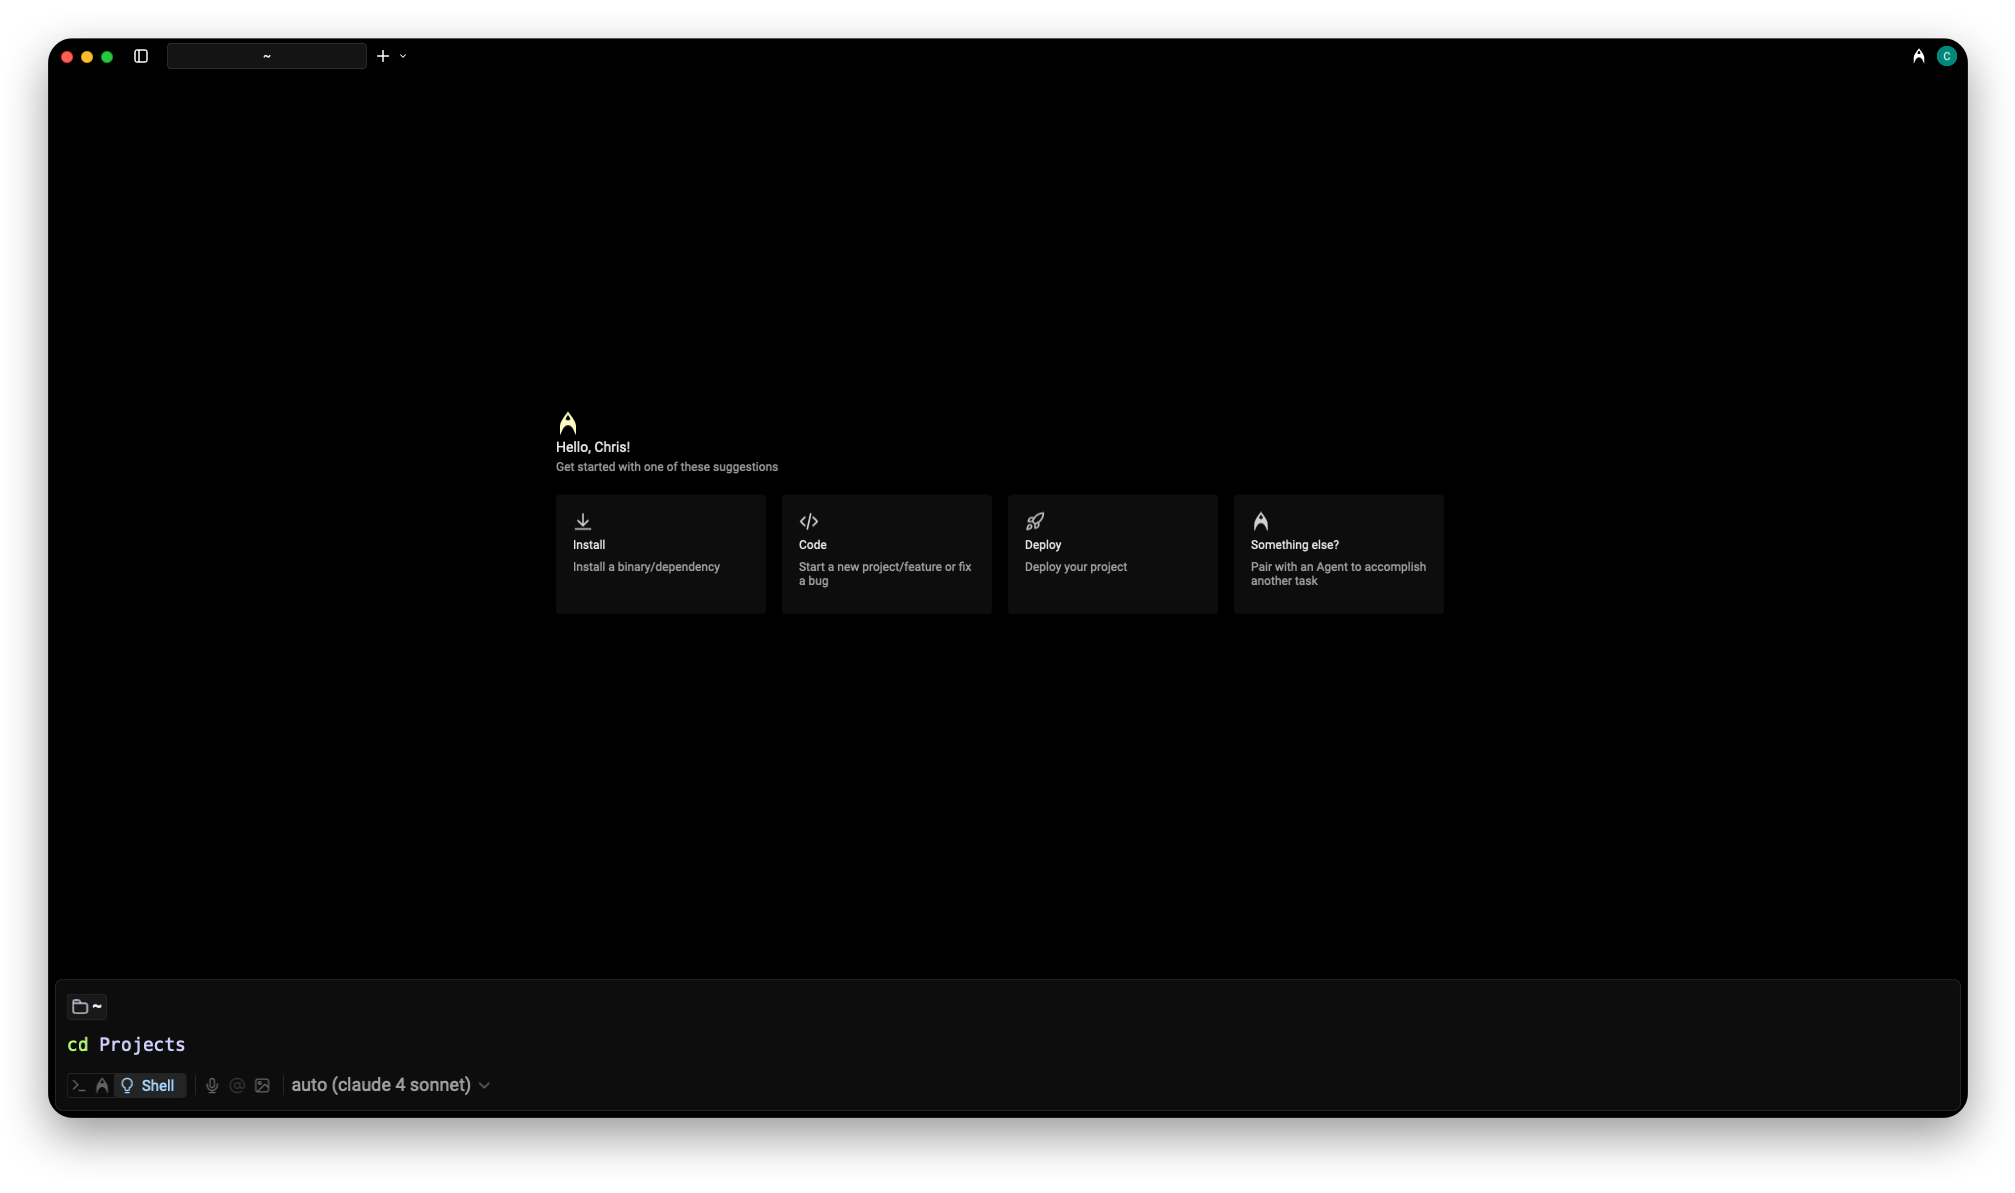 ~
C
Hello, Chris!
Get started with one of these suggestions
Install
Install a binary/dependency
Code
Start a new project/feature or fix
a bug
Deploy
Deploy your project
Something else?
Pair with an Agent to accomplish
another task
~
cd Projects
Shell
auto (claude 4 sonnet)